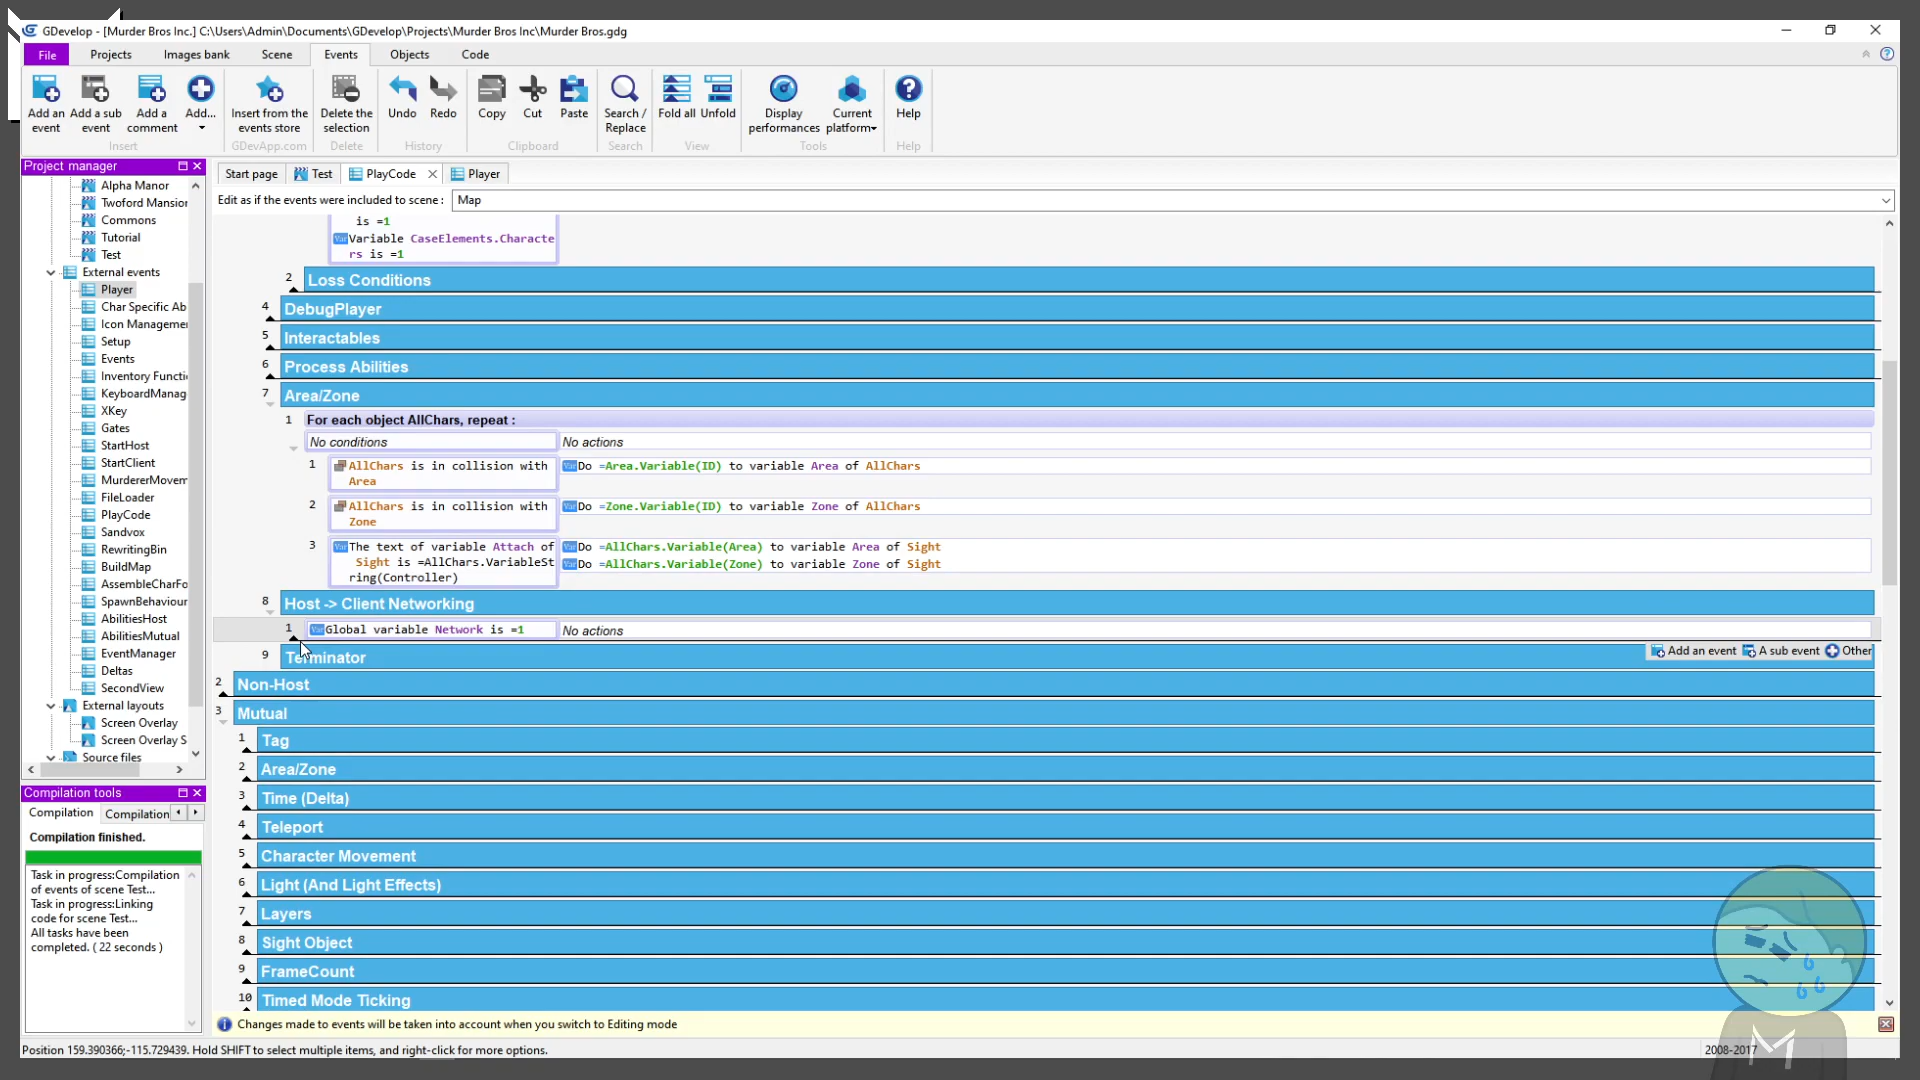 GDevelop - [Murder Bros Inc.] C:\Users\Admin\Documents\GDevelop\Projects\Murder Bros Inc\Murder Bros.gdg
File
Projects
Images bank
Scene
Events
Objects
Code
Add an event
Add a sub event
Add a comment
Add...
Insert from the events store
Delete the selection
Undo
Redo
Copy
Cut
Paste
Search / Replace
Fold all
Unfold
Display performances
Current platform
Help
Insert
GDevApp.com
Delete
History
Clipboard
Search
View
Tools
Help
Project manager
Alpha Manor
Twoford Mansior
Commons
Tutorial
Test
External events
Player
Char Specific Ab
Icon Manageme
Setup
Events
Inventory Functi
KeyboardManag
XKey
Gates
StartHost
StartClient
MurdererMovem
FileLoader
PlayCode
Sandvox
RewritingBin
BuildMap
AssembleCharFo
SpawnBehaviour
AbilitiesHost
AbilitiesMutual
EventManager
Deltas
SecondView
External layouts
Screen Overlay
Screen Overlay S
Source files
Compilation tools
Compilation
Compilation
Compilation finished.
Task in progress:Compilation
of events of scene Test...
Task in progress:Linking
code for scene Test...
All tasks have been
completed. ( 22 seconds )
Start page
Test
PlayCode
Player
Edit as if the events were included to scene :
Map
is =1
Var Variable CaseElements.Characte
rs is =1
2 Loss Conditions
4 DebugPlayer
5 Interactables
6 Process Abilities
7 Area/Zone
1 For each object AllChars, repeat :
No conditions No actions
1 AllChars is in collision with Var Do =Area.Variable(ID) to variable Area of AllChars
Area
2 AllChars is in collision with Var Do =Zone.Variable(ID) to variable Zone of AllChars
Zone
3 Var The text of variable Attach of Var Do =AllChars.Variable(Area) to variable Area of Sight
Sight is =AllChars.VariableSt Var Do =AllChars.Variable(Zone) to variable Zone of Sight
ring(Controller)
8 Host -> Client Networking
1 Var Global variable Network is =1 No actions
9 Terminator
Add an event A sub event Other
2 Non-Host
3 Mutual
1 Tag
2 Area/Zone
3 Time (Delta)
4 Teleport
5 Character Movement
6 Light (And Light Effects)
7 Layers
8 Sight Object
9 FrameCount
10 Timed Mode Ticking
Changes made to events will be taken into account when you switch to Editing mode
Position 159.390366;-115.729439. Hold SHIFT to select multiple items, and right-click for more options.
2008-2017